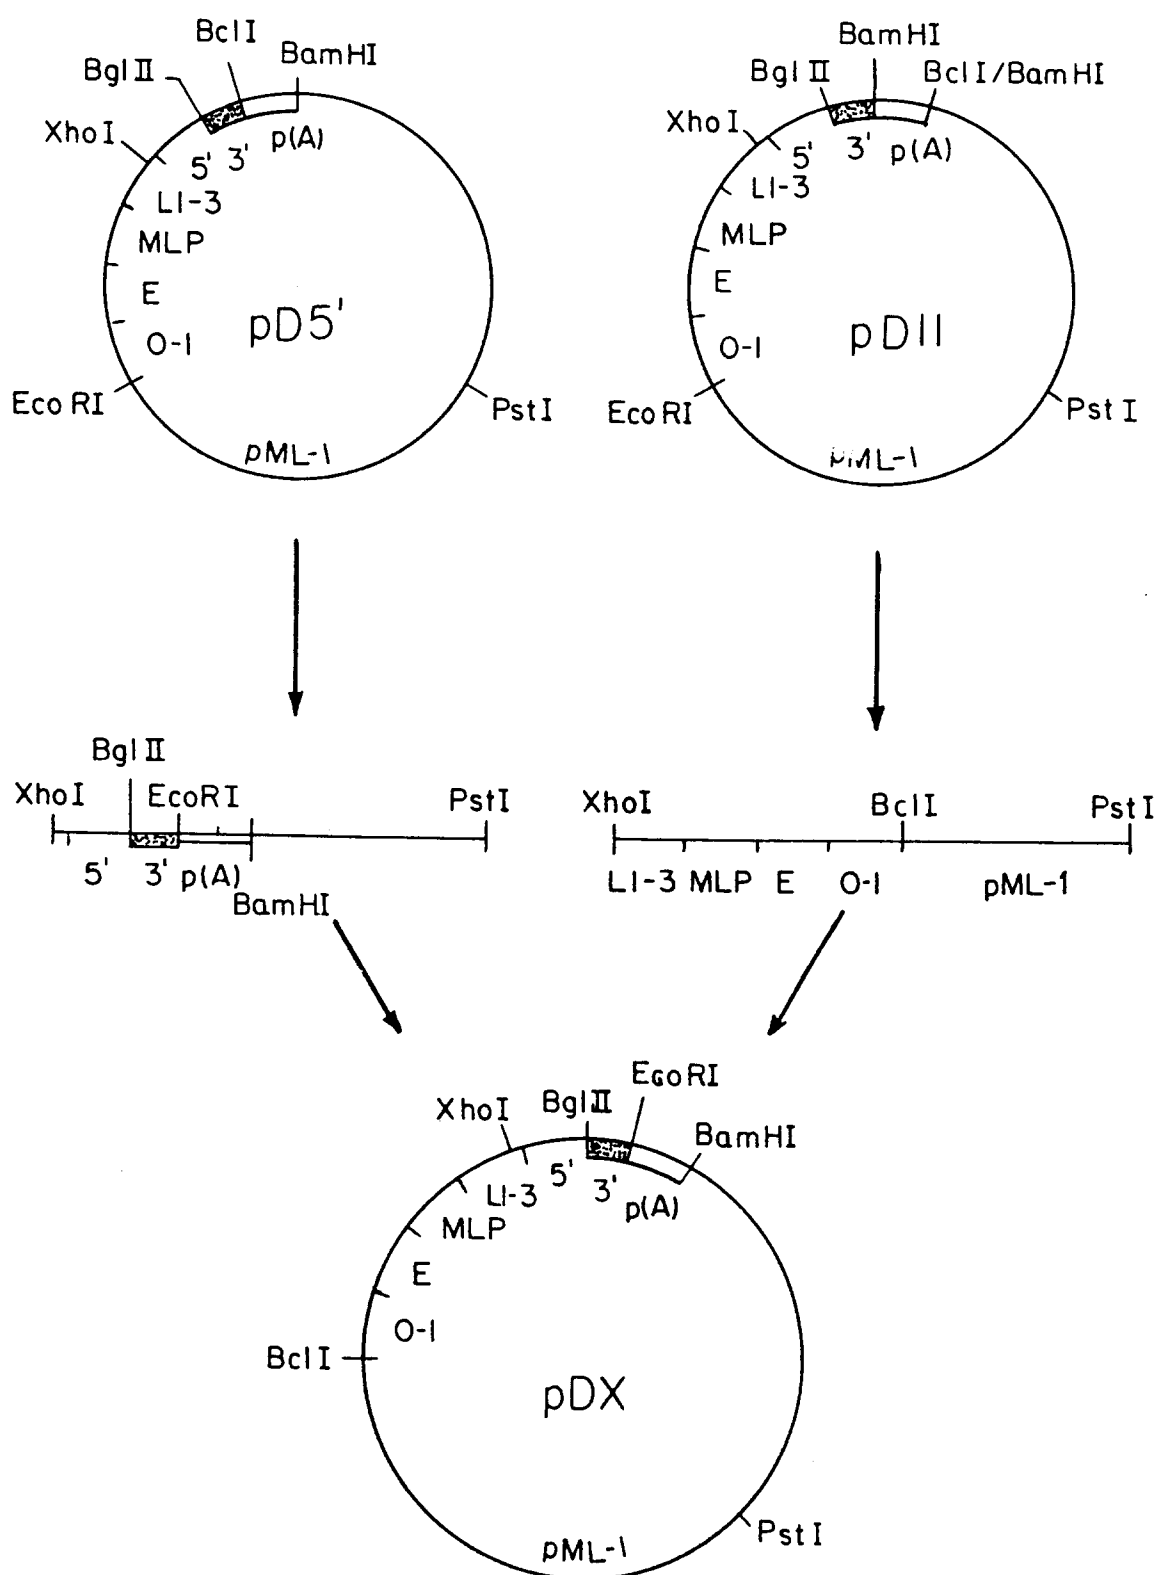 BclI
BamHI
BglII
XhoI
5' 3' p(A)
L1-3
MLP
E
O-1
pD5'
EcoRI
PstI
pML-1
BamHI
BglII
BclI/BamHI
XhoI
5' 3' p(A)
L1-3
MLP
E
O-1
pD11
EcoRI
PstI
pML-1
BglII
XhoI EcoRI PstI
5' 3' p(A)
BamHI
XhoI BclI PstI
L1-3 MLP E O-1 pML-1
EcoRI
BglII
XhoI
BamHI
5' 3' p(A)
L1-3
MLP
E
O-1
BclI
pDX
PstI
pML-1